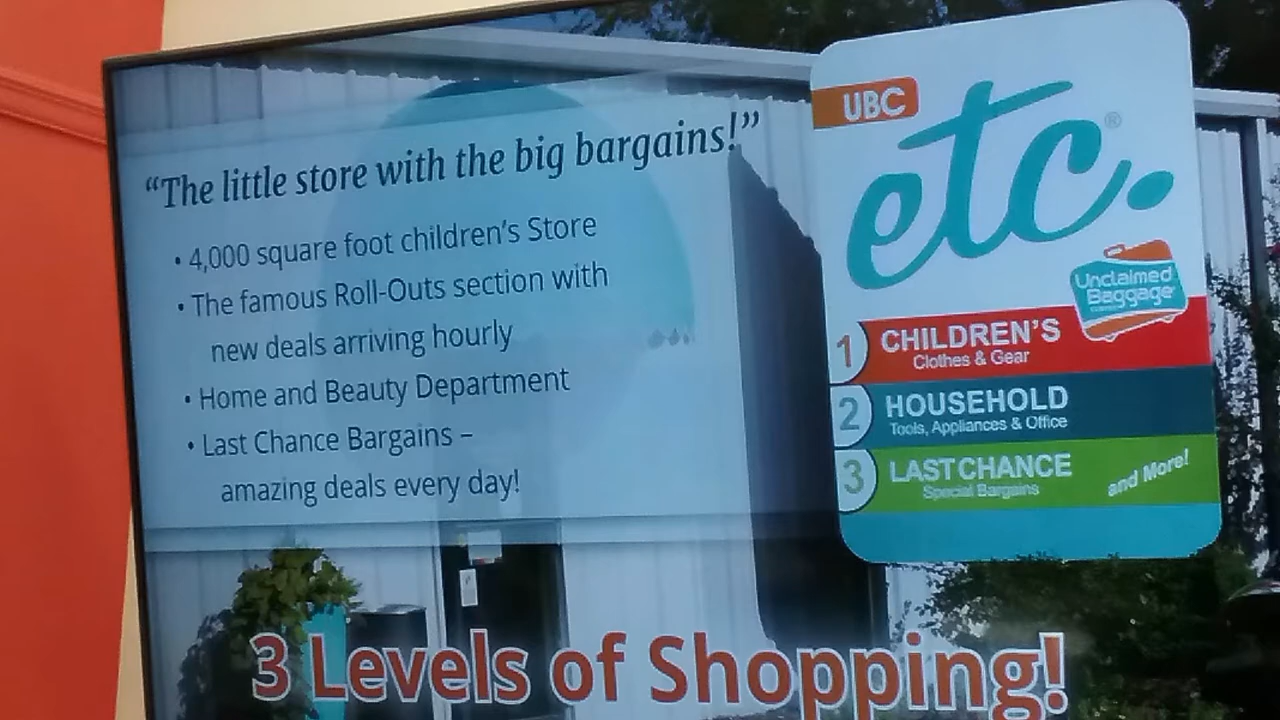 "The little store with the big bargains!"
• 4,000 square foot children's Store
• The famous Roll-Outs section with
new deals arriving hourly
• Home and Beauty Department
• Last Chance Bargains –
amazing deals every day!
UBC
etc.®
Unclaimed
Baggage
1 CHILDREN'S
Clothes & Gear
2 HOUSEHOLD
Tools, Appliances & Office
3 LAST CHANCE
Special Bargains
and More!
3 Levels of Shopping!